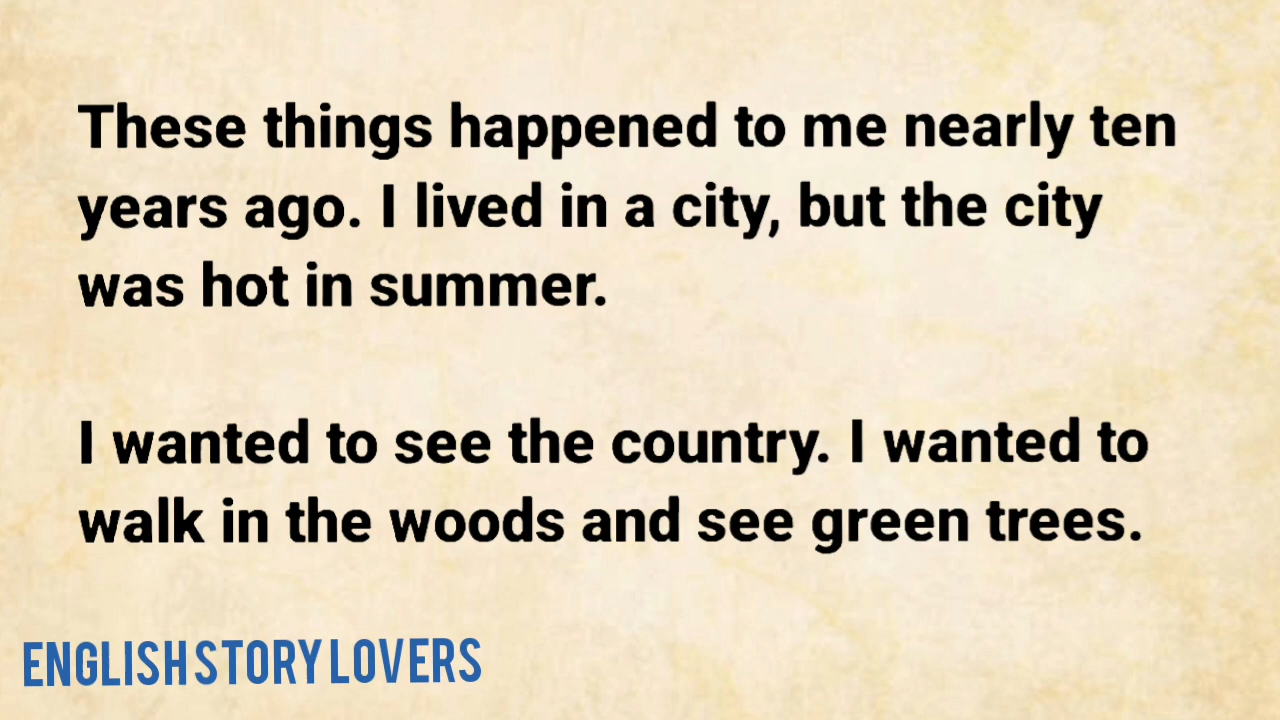 These things happened to me nearly ten
years ago. I lived in a city, but the city
was hot in summer.
I wanted to see the country. I wanted to
walk in the woods and see green trees.
ENGLISH STORY LOVERS